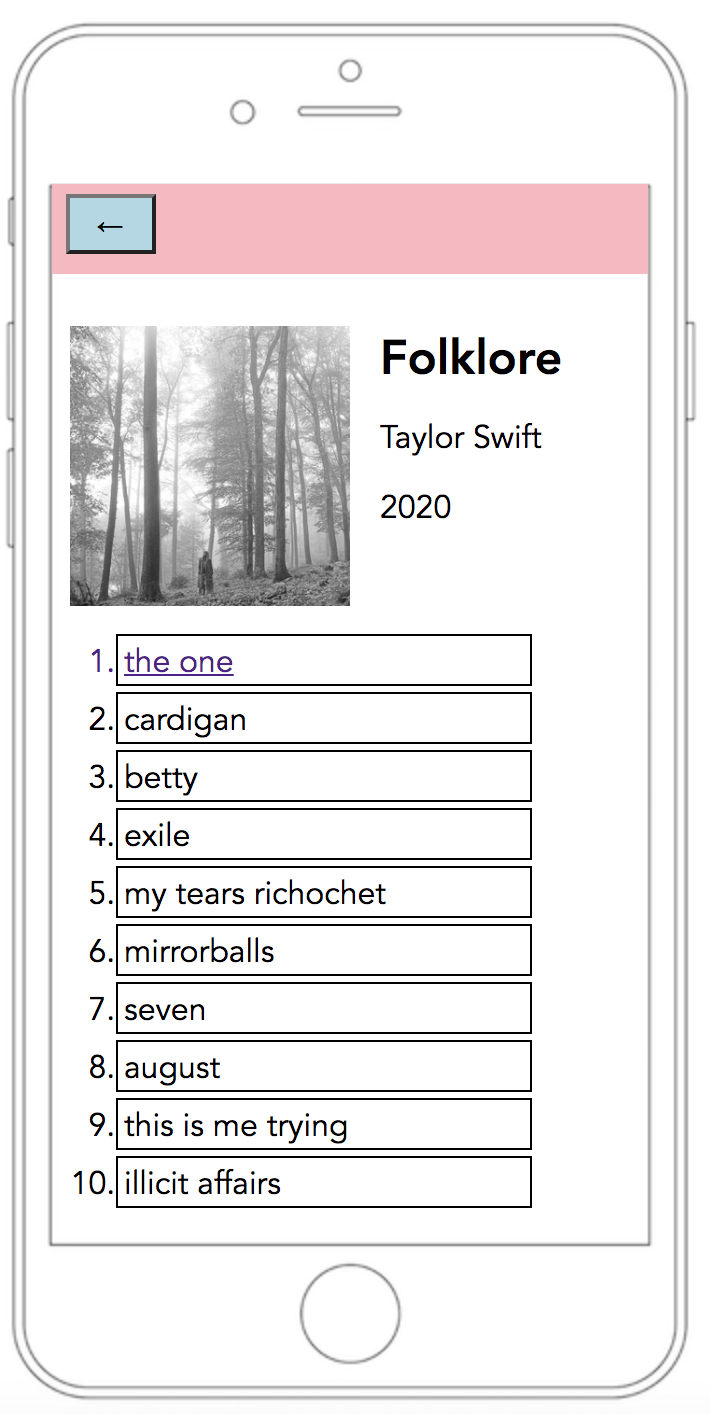 ←
Folklore
Taylor Swift
2020
1. the one
2. cardigan
3. betty
4. exile
5. my tears richochet
6. mirrorballs
7. seven
8. august
9. this is me trying
10. illicit affairs